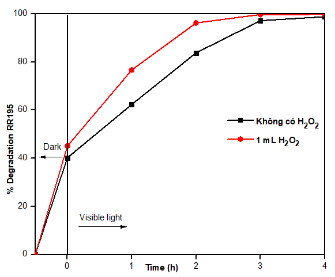 100
80
60
40
20
0
% Degradation RR195
Không có H₂O₂
1 mL H₂O₂
Dark
Visible light
0
1
2
3
4
Time (h)